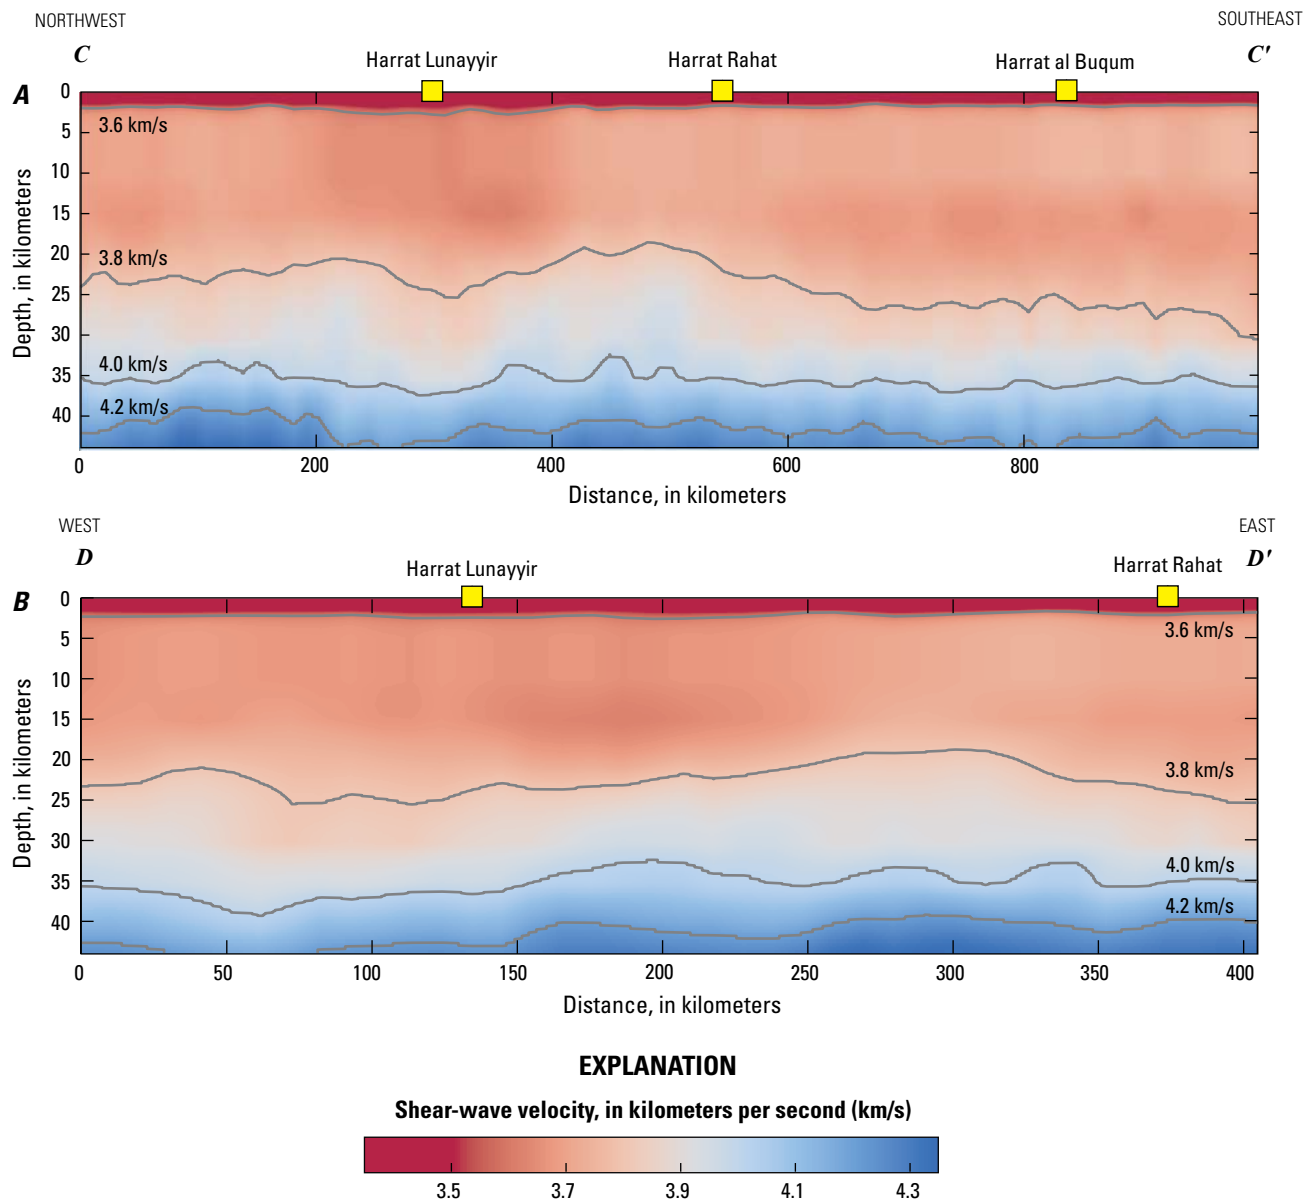 NORTHWEST
SOUTHEAST
C
C′
Harrat Lunayyir
Harrat Rahat
Harrat al Buqum
A
0
5
10
15
20
25
30
35
40
Depth, in kilometers
3.6 km/s
3.8 km/s
4.0 km/s
4.2 km/s
0
200
400
600
800
Distance, in kilometers
WEST
EAST
D
D′
Harrat Lunayyir
Harrat Rahat
B
0
5
10
15
20
25
30
35
40
Depth, in kilometers
3.6 km/s
3.8 km/s
4.0 km/s
4.2 km/s
0
50
100
150
200
250
300
350
400
Distance, in kilometers
EXPLANATION
Shear-wave velocity, in kilometers per second (km/s)
3.5
3.7
3.9
4.1
4.3